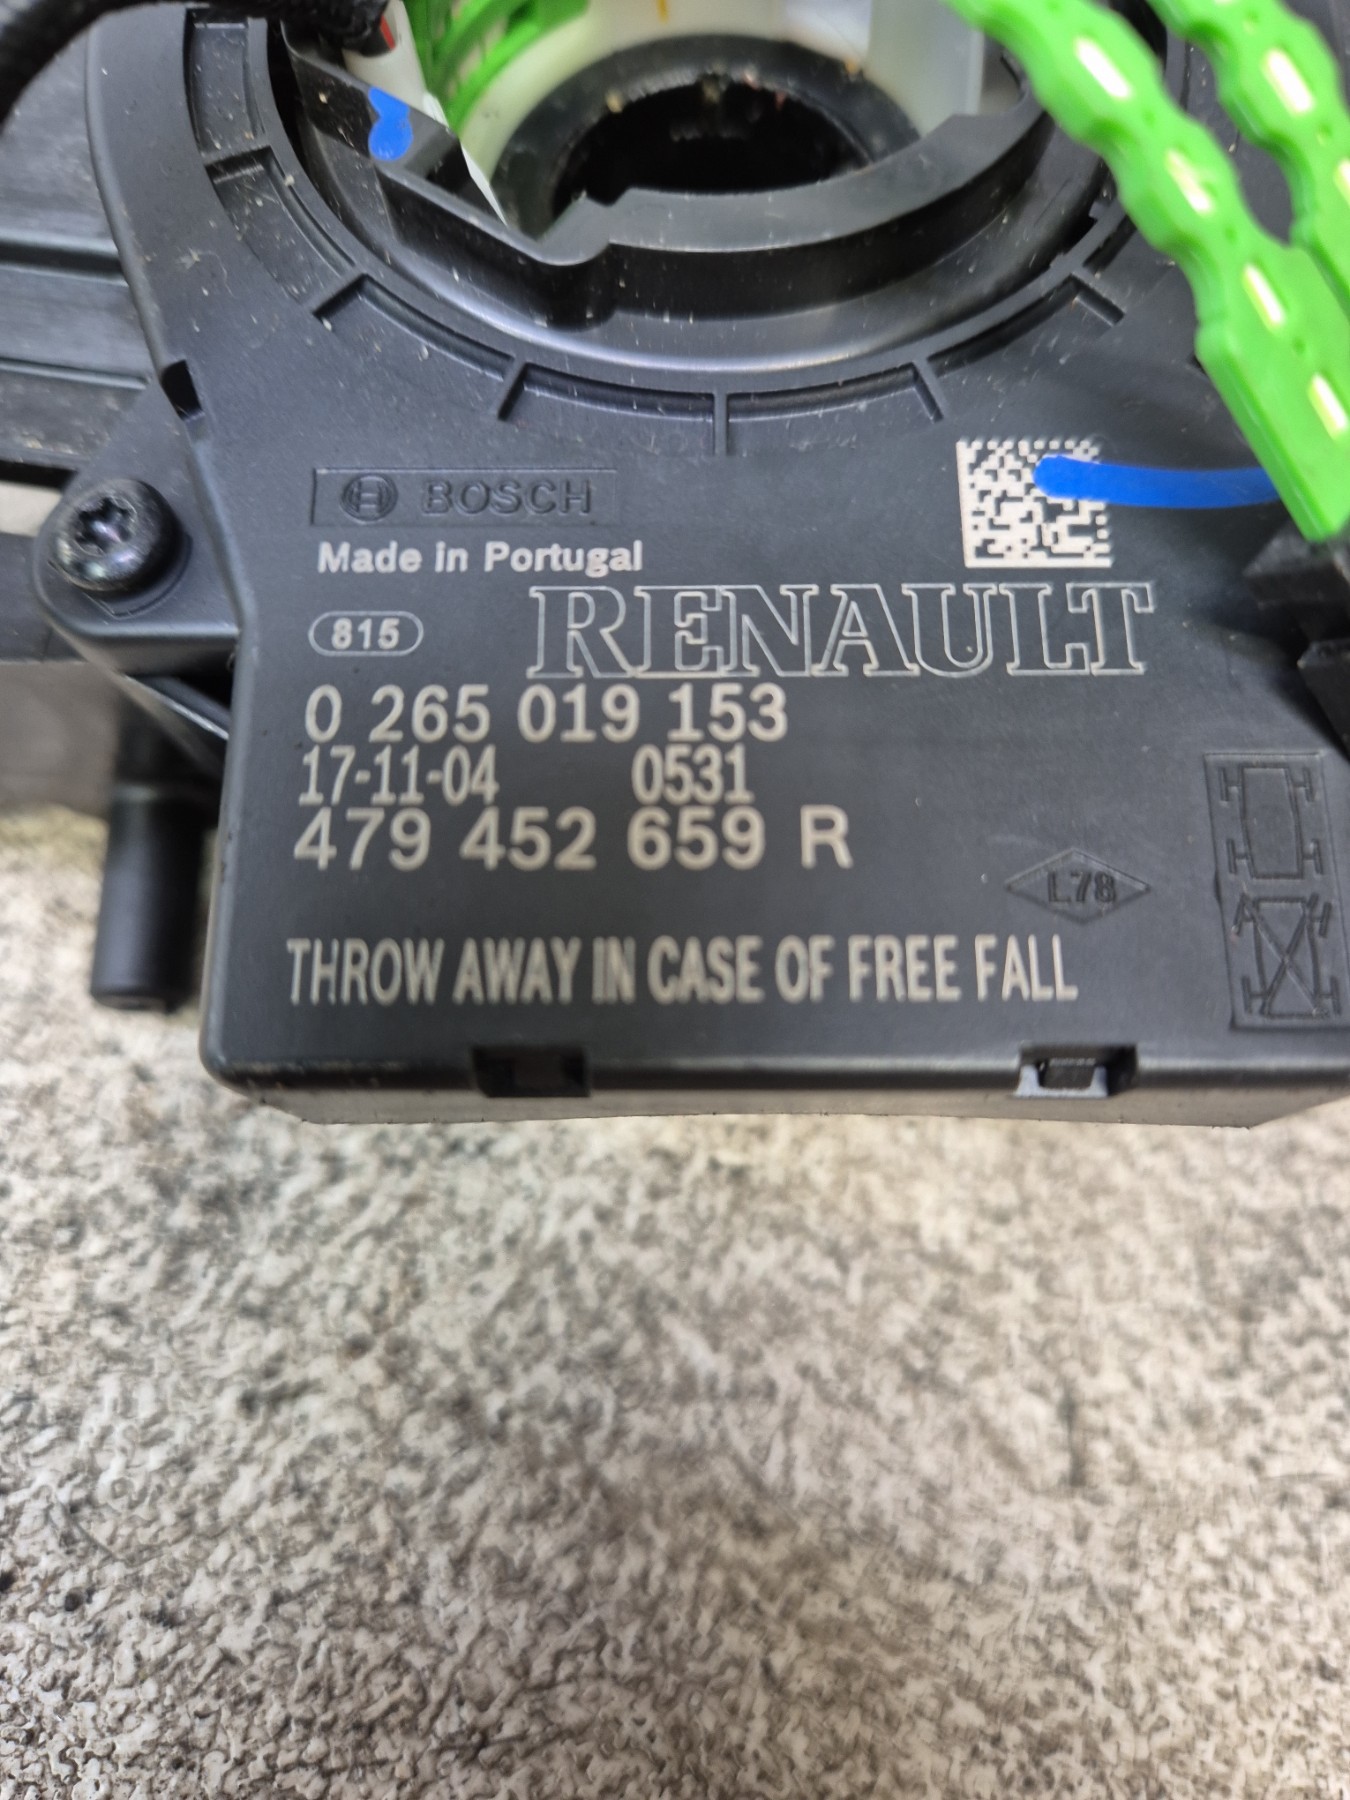 BOSCH
Made in Portugal
815
RENAULT
0 265 019 153
17-11-04 0531
479 452 659 R
L78
THROW AWAY IN CASE OF FREE FALL